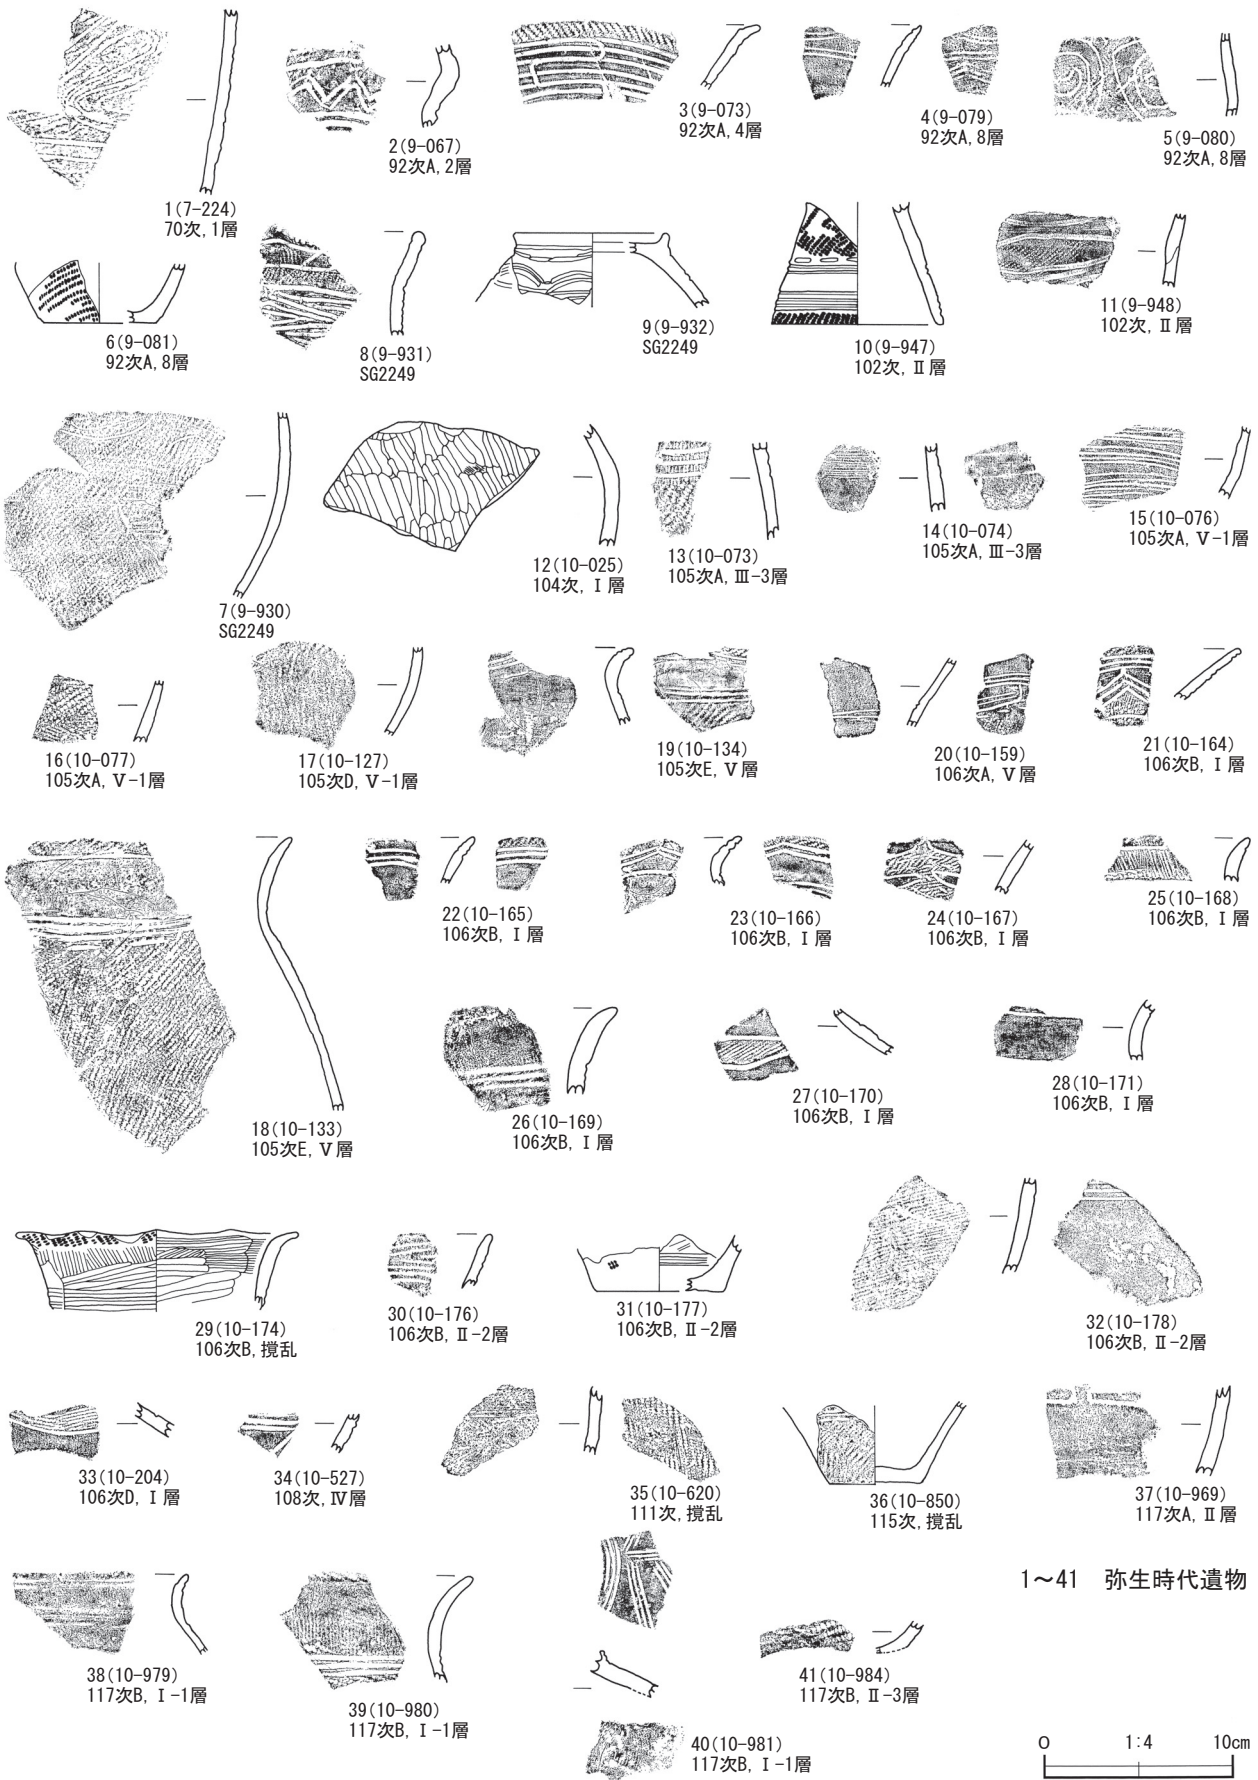 1(7-224)
70次, 1層
2(9-067)
92次A, 2層
3(9-073)
92次A, 4層
4(9-079)
92次A, 8層
5(9-080)
92次A, 8層
6(9-081)
92次A, 8層
8(9-931)
SG2249
9(9-932)
SG2249
10(9-947)
102次, Ⅱ層
11(9-948)
102次, Ⅱ層
7(9-930)
SG2249
12(10-025)
104次, Ⅰ層
13(10-073)
105次A, Ⅲ-3層
14(10-074)
105次A, Ⅲ-3層
15(10-076)
105次A, Ⅴ-1層
16(10-077)
105次A, Ⅴ-1層
17(10-127)
105次D, Ⅴ-1層
19(10-134)
105次E, Ⅴ層
20(10-159)
106次A, Ⅴ層
21(10-164)
106次B, Ⅰ層
18(10-133)
105次E, Ⅴ層
22(10-165)
106次B, Ⅰ層
23(10-166)
106次B, Ⅰ層
24(10-167)
106次B, Ⅰ層
25(10-168)
106次B, Ⅰ層
26(10-169)
106次B, Ⅰ層
27(10-170)
106次B, Ⅰ層
28(10-171)
106次B, Ⅰ層
29(10-174)
106次B, 撹乱
30(10-176)
106次B, Ⅱ-2層
31(10-177)
106次B, Ⅱ-2層
32(10-178)
106次B, Ⅱ-2層
33(10-204)
106次D, Ⅰ層
34(10-527)
108次, Ⅳ層
35(10-620)
111次, 撹乱
36(10-850)
115次, 撹乱
37(10-969)
117次A, Ⅱ層
38(10-979)
117次B, Ⅰ-1層
39(10-980)
117次B, Ⅰ-1層
40(10-981)
117次B, Ⅰ-1層
41(10-984)
117次B, Ⅱ-3層
1～41　弥生時代遺物
0 1:4 10cm